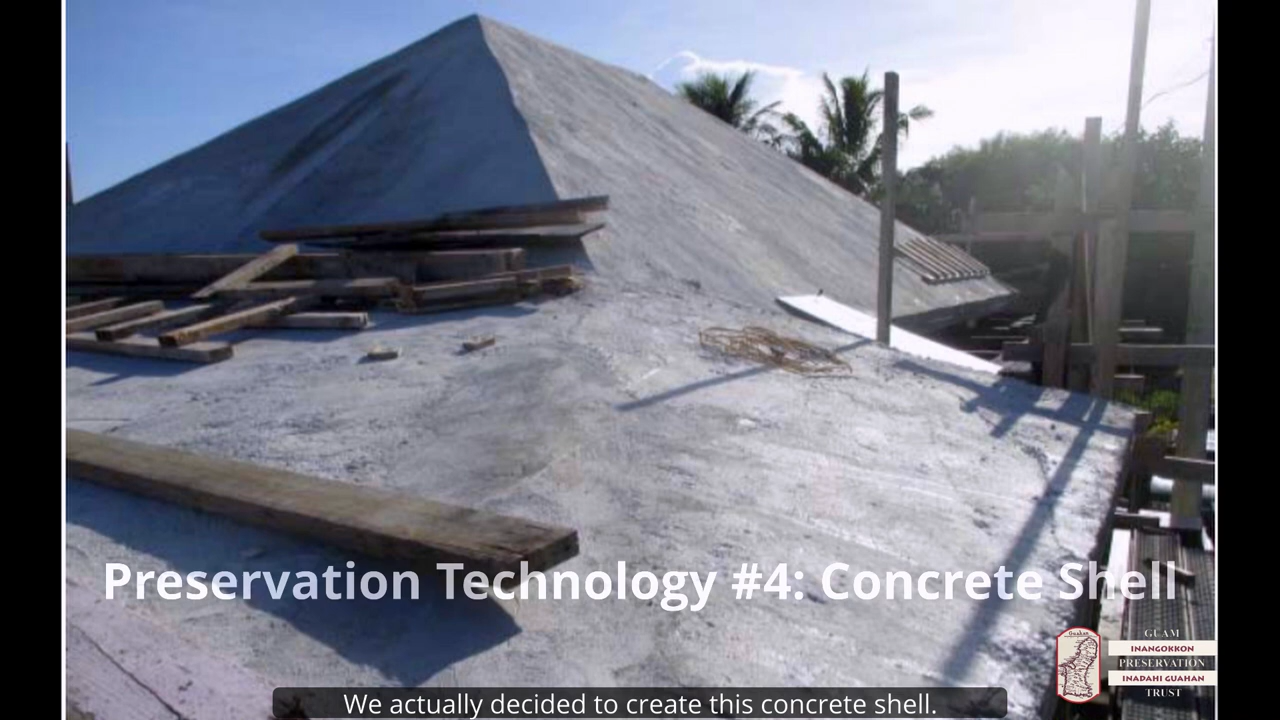 Preservation Technology #4: Concrete Shell
Guahan
GUAM
INANGOKKON
PRESERVATION
INADAHI GUAHAN
TRUST
We actually decided to create this concrete shell.